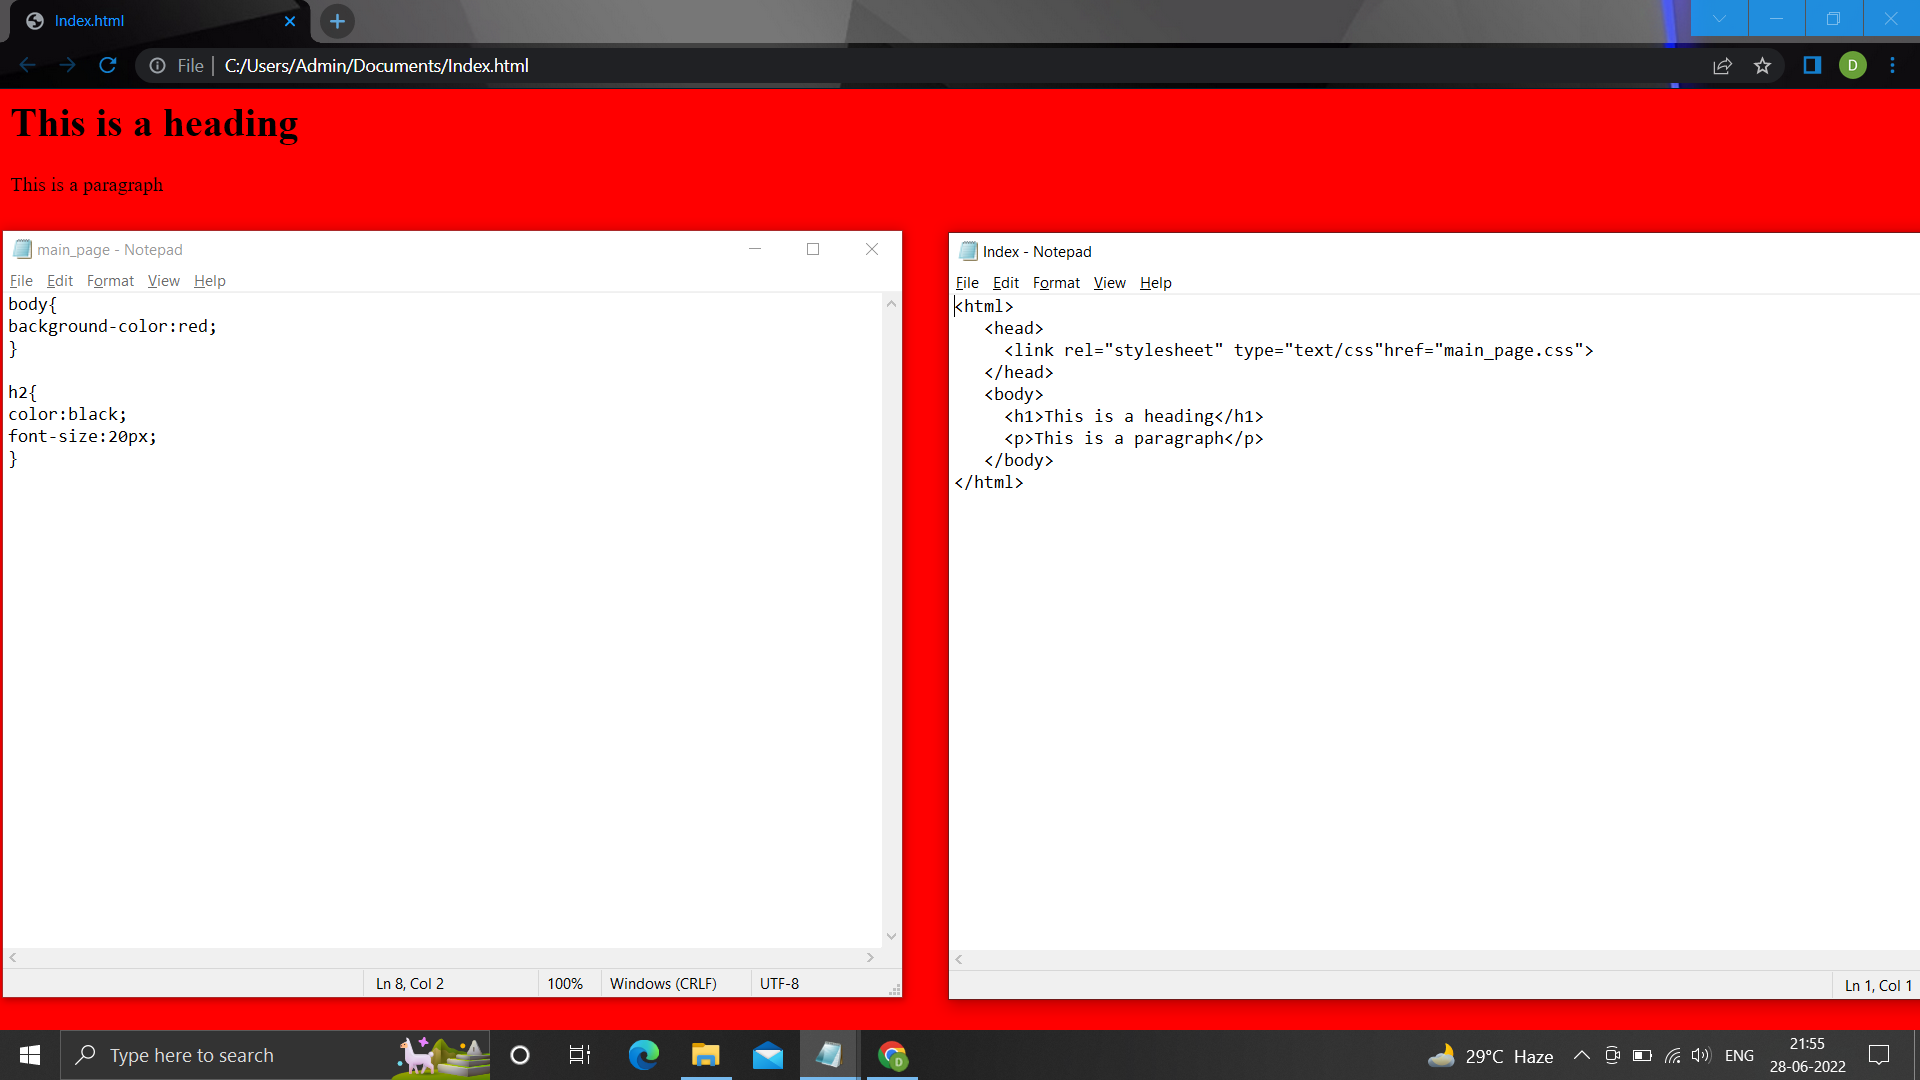 Index.html
File | C:/Users/Admin/Documents/Index.html
D
This is a heading
This is a paragraph
main_page - Notepad
File Edit Format View Help
body{
background-color:red;
}
h2{
color:black;
font-size:20px;
}
Ln 8, Col 2 100% Windows (CRLF) UTF-8
Index - Notepad
File Edit Format View Help
<html>
<head>
<link rel="stylesheet" type="text/css"href="main_page.css">
</head>
<body>
<h1>This is a heading</h1>
<p>This is a paragraph</p>
</body>
</html>
Ln 1, Col 1
Type here to search
D
29°C Haze
ENG
21:55
28-06-2022